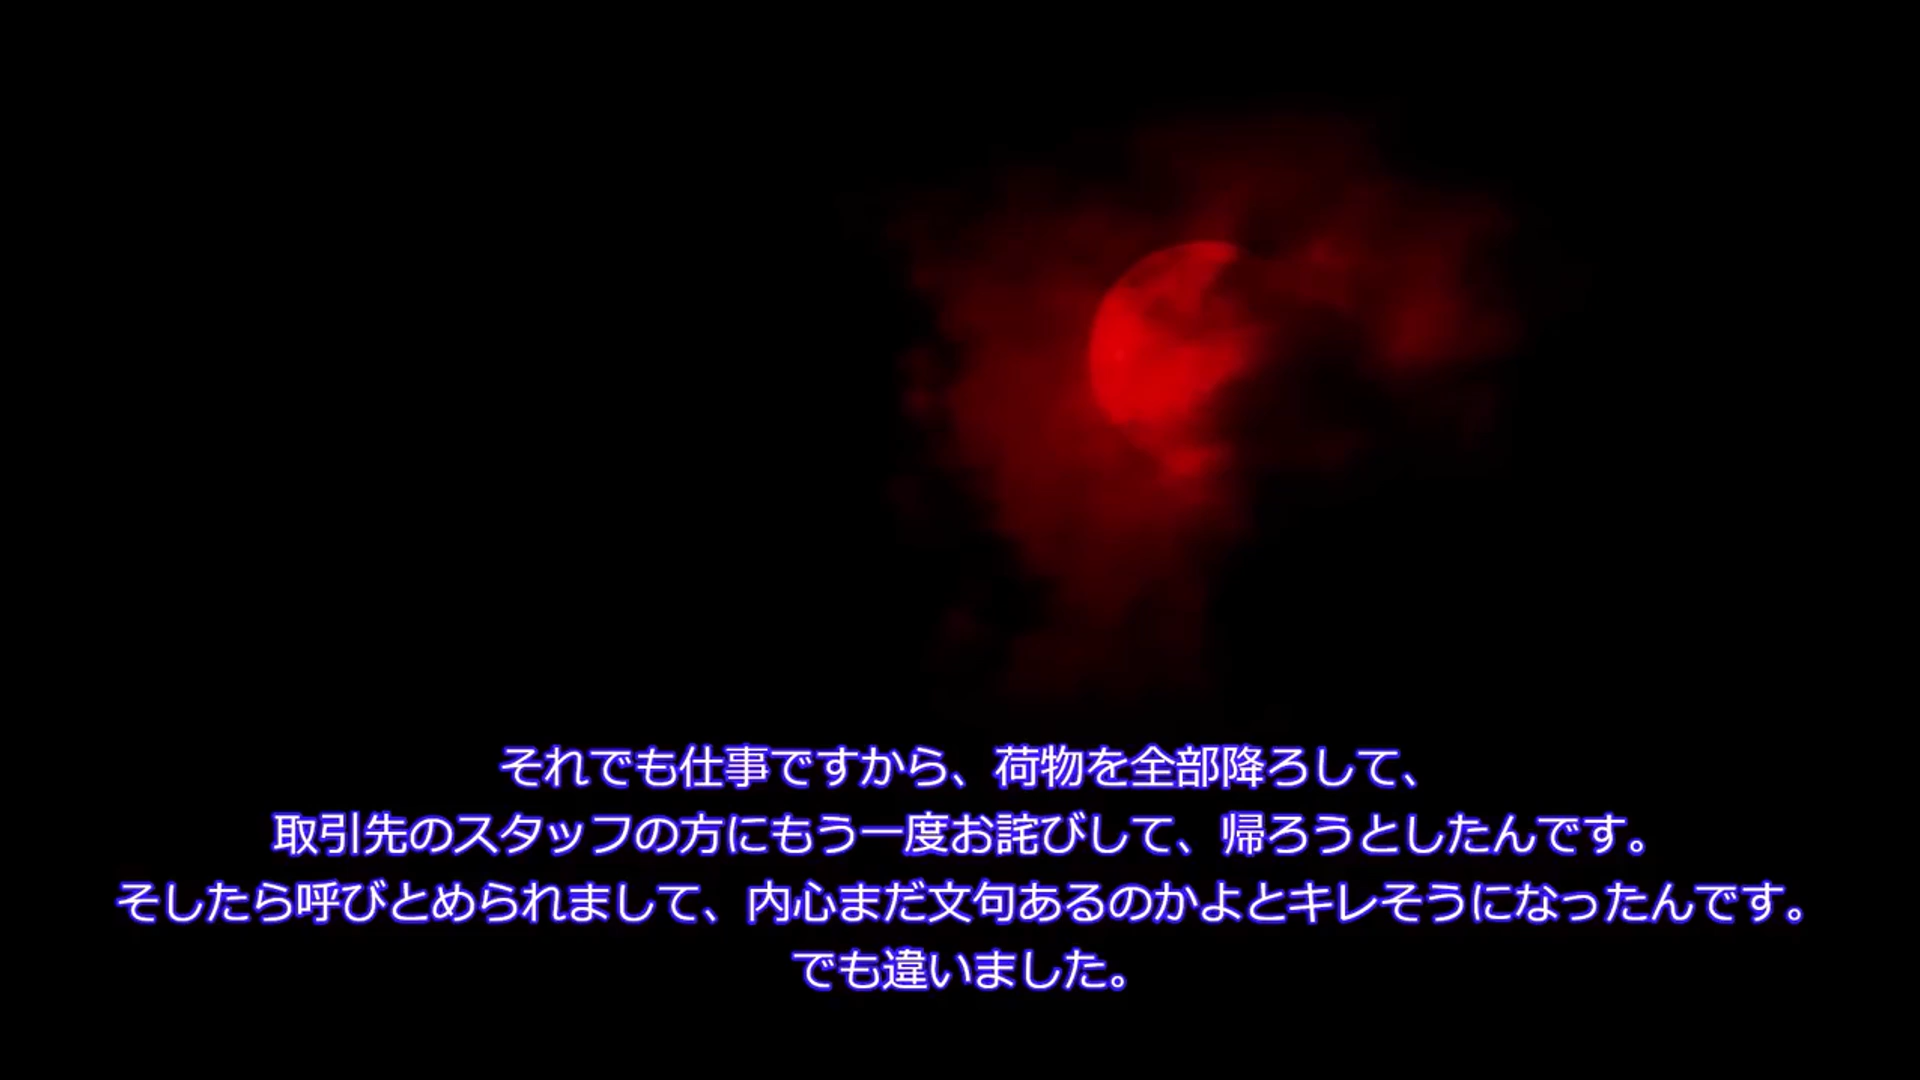 それでも仕事ですから、荷物を全部降ろして、
取引先のスタッフの方にもう一度お詫びして、帰ろうとしたんです。
そしたら呼びとめられまして、内心まだ文句あるのかよとキレそうになったんです。
でも違いました。